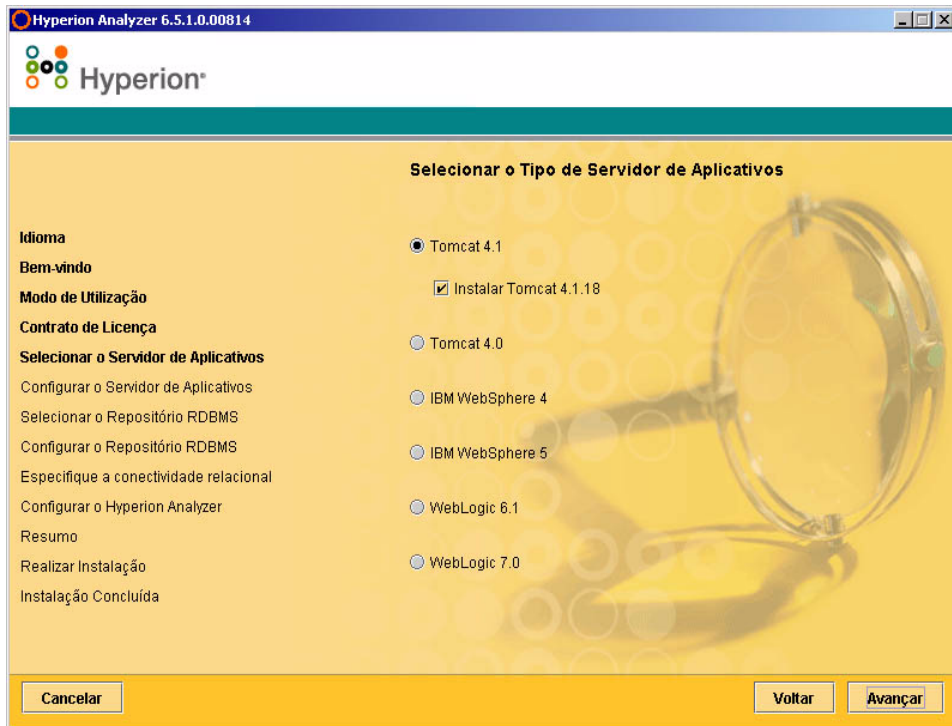 Hyperion Analyzer 6.5.1.0.00814
Hyperion
Selecionar o Tipo de Servidor de Aplicativos
Idioma
Bem-vindo
Modo de Utilização
Contrato de Licença
Selecionar o Servidor de Aplicativos
Configurar o Servidor de Aplicativos
Selecionar o Repositório RDBMS
Configurar o Repositório RDBMS
Especifique a conectividade relacional
Configurar o Hyperion Analyzer
Resumo
Realizar Instalação
Instalação Concluída
Tomcat 4.1
Instalar Tomcat 4.1.18
Tomcat 4.0
IBM WebSphere 4
IBM WebSphere 5
WebLogic 6.1
WebLogic 7.0
Cancelar
Voltar
Avançar